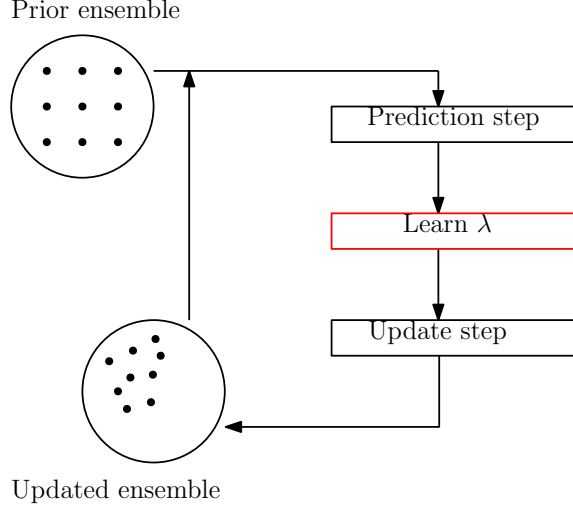 Prior ensemble
Prediction step
Learn λ
Update step
Updated ensemble